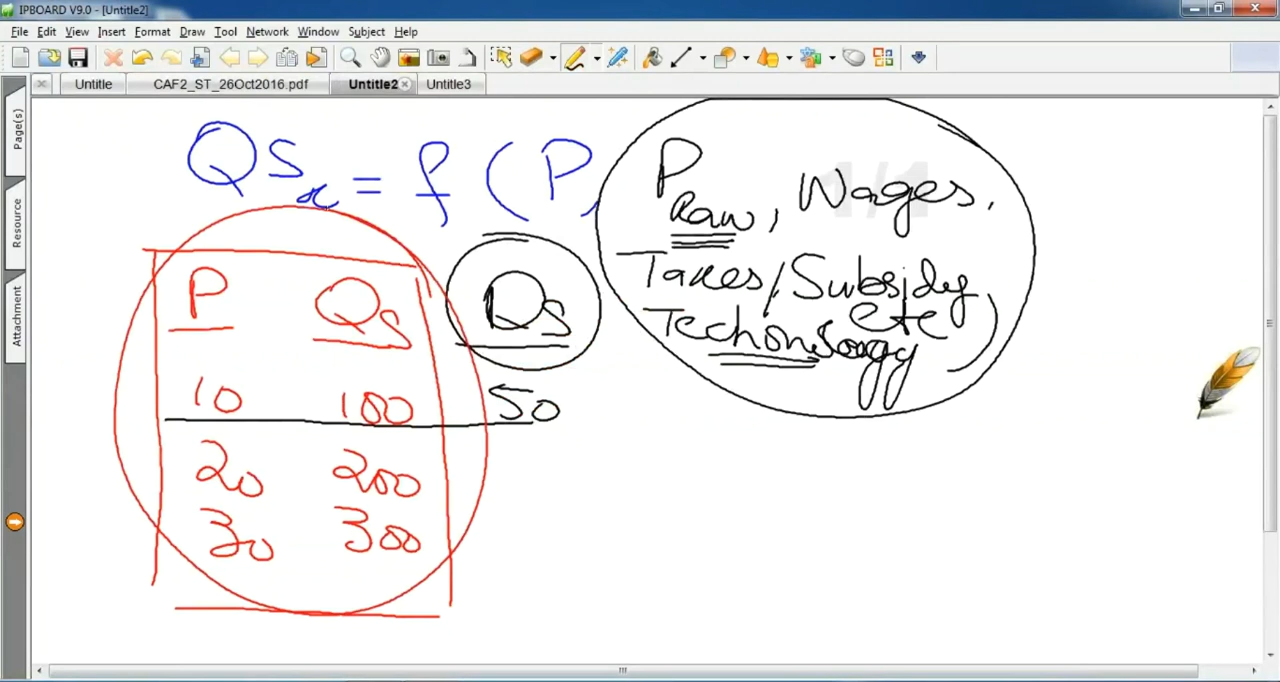 IPBOARD V9.0 - [Untitle2]
File Edit View Insert Format Draw Tool Network Window Subject Help
Untitle CAF2_ST_26Oct2016.pdf Untitle2 Untitle3
Page(s)
Resource
Attachment
1/1
QSx = f (P, P Raw, Wages,
Taxes/Subsidy,
etc)
P Qs Qs
10 100 50
20 200
30 300